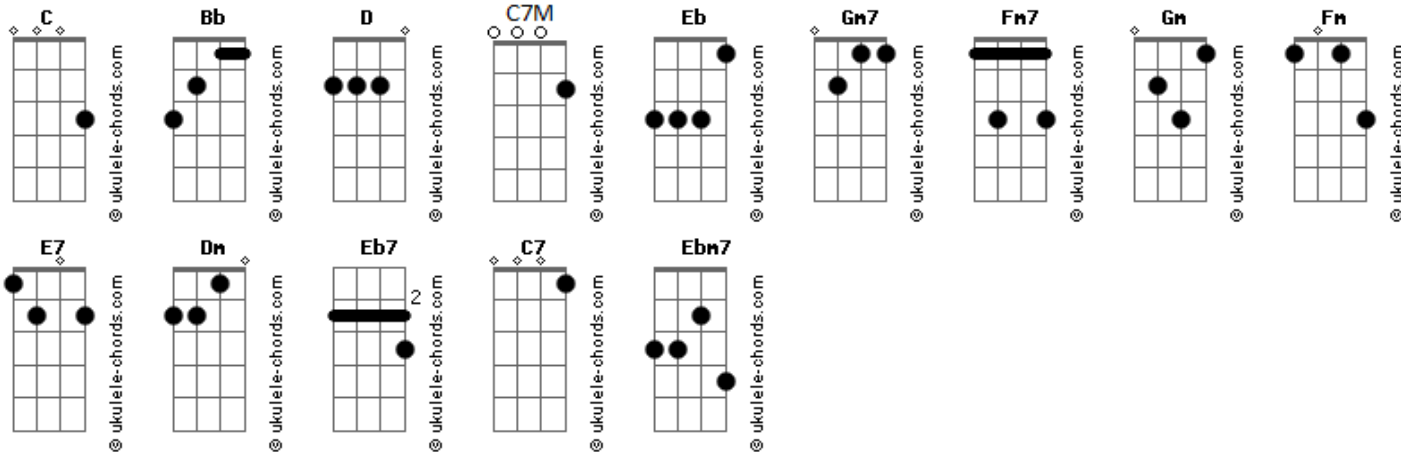 C Bb D C7M Eb Gm7 Fm7 Gm Fm
© ukulele-chords.com © ukulele-chords.com © ukulele-chords.com © ukulele-chords.com © ukulele-chords.com © ukulele-chords.com © ukulele-chords.com © ukulele-chords.com © ukulele-chords.com
E7 Dm Eb7 C7 Ebm7
2
© ukulele-chords.com © ukulele-chords.com © ukulele-chords.com © ukulele-chords.com © ukulele-chords.com